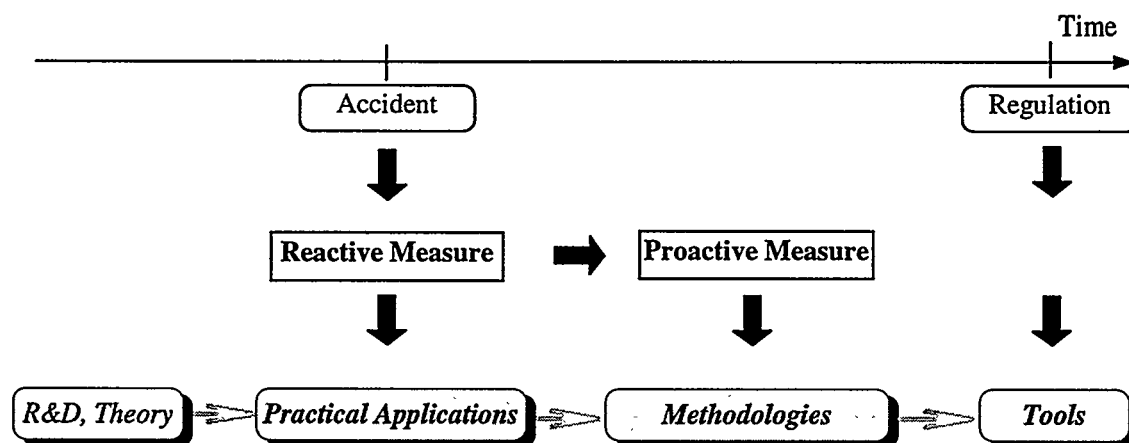 Time
Accident
Regulation
Reactive Measure
Proactive Measure
R&D, Theory
Practical Applications
Methodologies
Tools